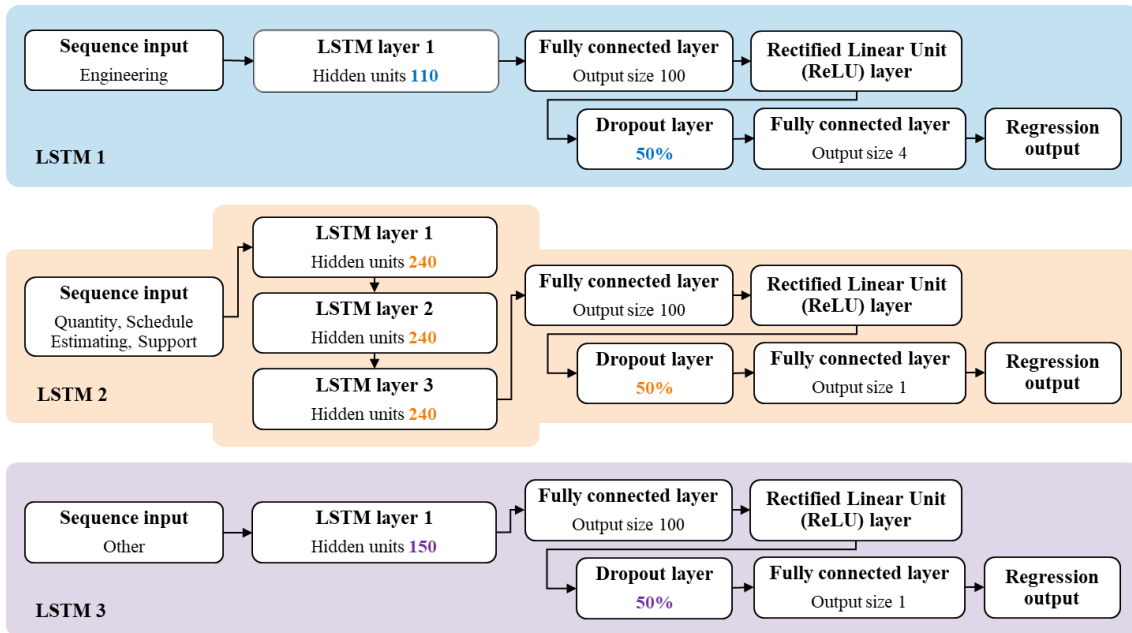 Sequence input
Engineering
LSTM layer 1
Hidden units 110
Fully connected layer
Output size 100
Rectified Linear Unit
(ReLU) layer
Dropout layer
50%
Fully connected layer
Output size 4
Regression
output
LSTM 1
Sequence input
Quantity, Schedule
Estimating, Support
LSTM layer 1
Hidden units 240
LSTM layer 2
Hidden units 240
LSTM layer 3
Hidden units 240
Fully connected layer
Output size 100
Rectified Linear Unit
(ReLU) layer
Dropout layer
50%
Fully connected layer
Output size 1
Regression
output
LSTM 2
Sequence input
Other
LSTM layer 1
Hidden units 150
Fully connected layer
Output size 100
Rectified Linear Unit
(ReLU) layer
Dropout layer
50%
Fully connected layer
Output size 1
Regression
output
LSTM 3